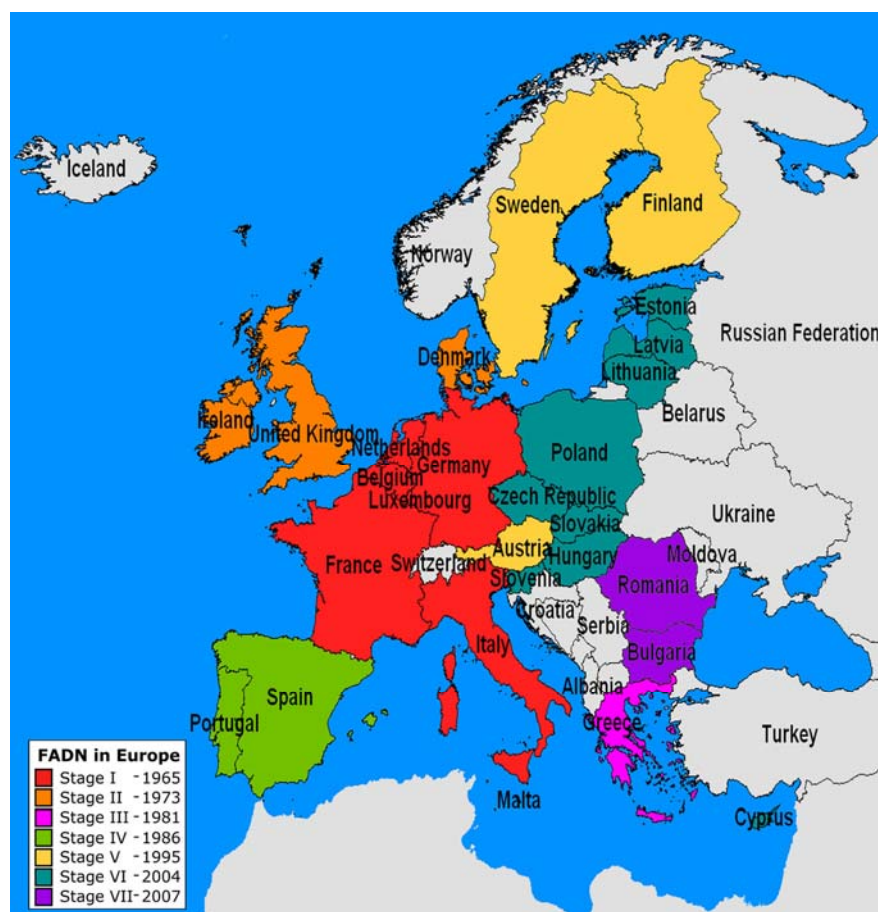 Iceland
Sweden
Finland
Norway
Estonia
Russian Federation
Latvia
Denmark
Lithuania
Belarus
Ireland
United Kingdom
Netherlands
Germany
Poland
Belgium
Czech Republic
Luxembourg
Ukraine
Slovakia
Austria
Hungary
Moldova
France
Switzerland
Slovenia
Romania
Croatia
Serbia
Italy
Bulgaria
Albania
Spain
Portugal
Greece
Turkey
Malta
Cyprus
FADN in Europe
Stage I -1965
Stage II -1973
Stage III -1981
Stage IV -1986
Stage V -1995
Stage VI -2004
Stage VII-2007